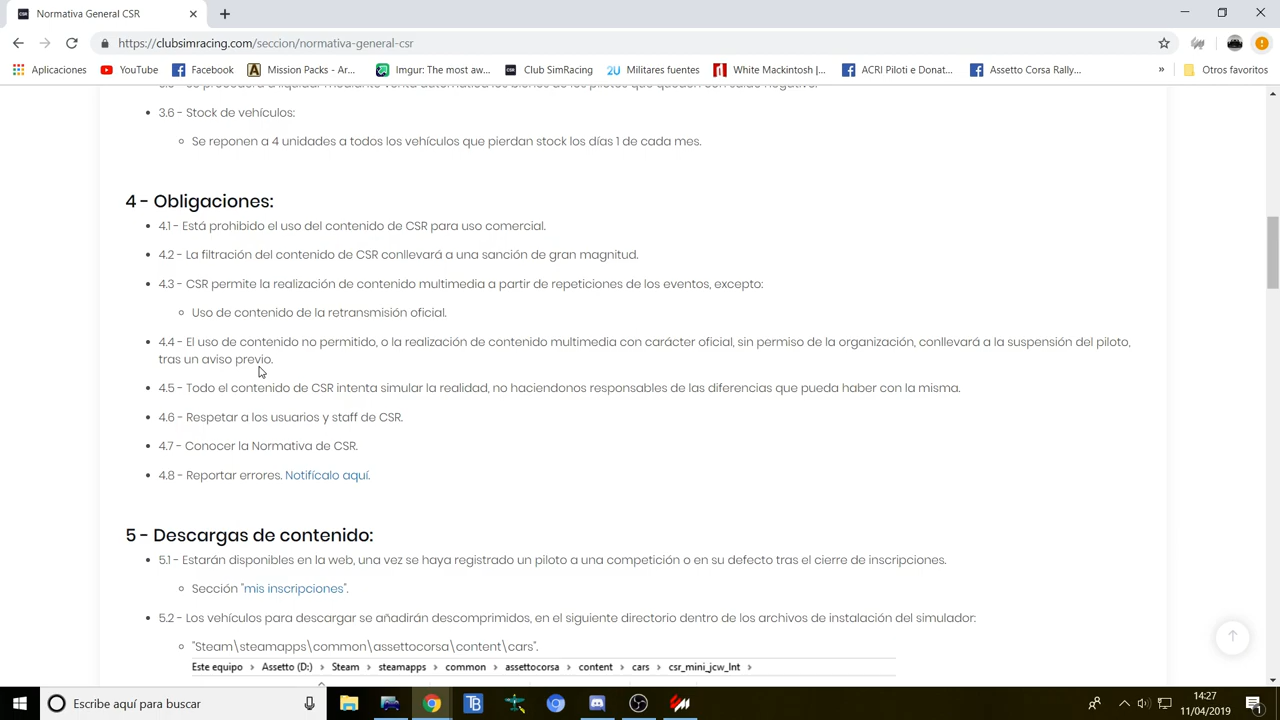 Normativa General CSR
https://clubsimracing.com/seccion/normativa-general-csr
Aplicaciones YouTube Facebook Mission Packs - Ar... Imgur: The most aw... Club SimRacing Militares fuentes White Mackintosh |... ACRI Piloti e Donat... Assetto Corsa Rally... » Otros favoritos
3.6 - Stock de vehículos:
Se reponen a 4 unidades a todos los vehículos que pierdan stock los días 1 de cada mes.
4 - Obligaciones:
4.1 - Está prohibido el uso del contenido de CSR para uso comercial.
4.2 - La filtración del contenido de CSR conllevará a una sanción de gran magnitud.
4.3 - CSR permite la realización de contenido multimedia a partir de repeticiones de los eventos, excepto:
Uso de contenido de la retransmisión oficial.
4.4 - El uso de contenido no permitido, o la realización de contenido multimedia con carácter oficial, sin permiso de la organización, conllevará a la suspensión del piloto,
tras un aviso previo.
4.5 - Todo el contenido de CSR intenta simular la realidad, no haciendonos responsables de las diferencias que pueda haber con la misma.
4.6 - Respetar a los usuarios y staff de CSR.
4.7 - Conocer la Normativa de CSR.
4.8 - Reportar errores. Notifícalo aquí.
5 - Descargas de contenido:
5.1 - Estarán disponibles en la web, una vez se haya registrado un piloto a una competición o en su defecto tras el cierre de inscripciones.
Sección "mis inscripciones".
5.2 - Los vehículos para descargar se añadirán descomprimidos, en el siguiente directorio dentro de los archivos de instalación del simulador:
"Steam\steamapps\common\assettocorsa\content\cars".
Este equipo > Assetto (D:) > Steam > steamapps > common > assettocorsa > content > cars > csr_mini_jcw_Int >
Escribe aquí para buscar
14:27
11/04/2019